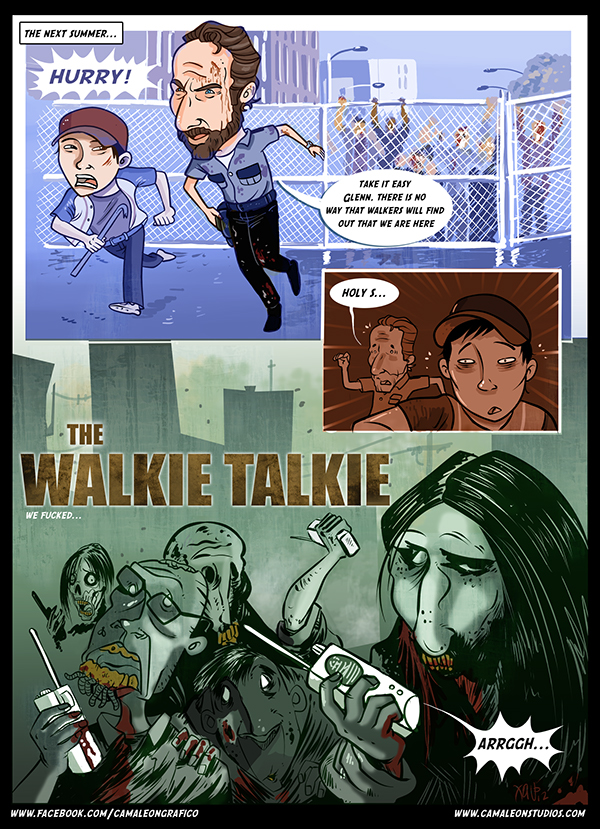 THE NEXT SUMMER...
HURRY!
TAKE IT EASY
GLENN. THERE IS NO
WAY THAT WALKERS WILL FIND
OUT THAT WE ARE HERE
HOLY S...
THE
WALKIE TALKIE
WE FUCKED...
ARRGGH...
WWW.FACEBOOK.COM/CAMALEONGRAFICO
WWW.CAMALEONSTUDIOS.COM